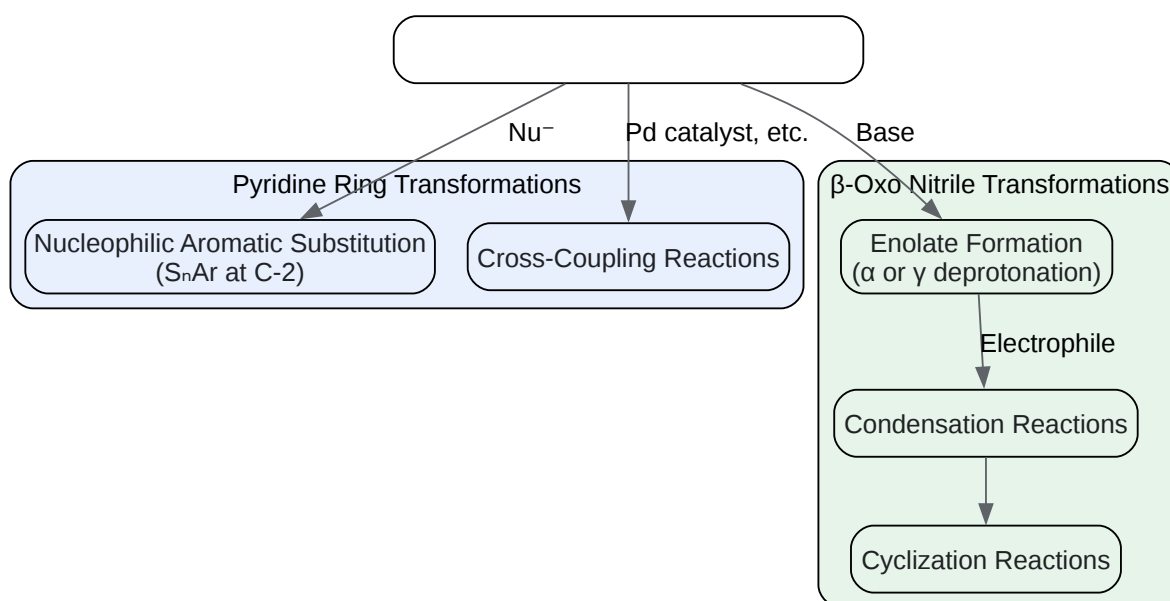 Nu⁻
Pd catalyst, etc.
Base
Pyridine Ring Transformations
β-Oxo Nitrile Transformations
Nucleophilic Aromatic Substitution
(SₙAr at C-2)
Cross-Coupling Reactions
Enolate Formation
(α or γ deprotonation)
Electrophile
Condensation Reactions
Cyclization Reactions